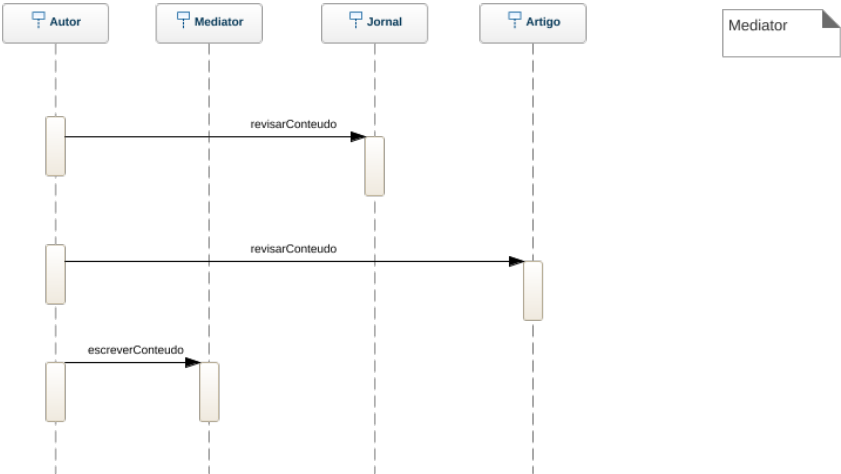 Autor
Mediator
Jornal
Artigo
Mediator
revisarConteudo
revisarConteudo
escreverConteudo